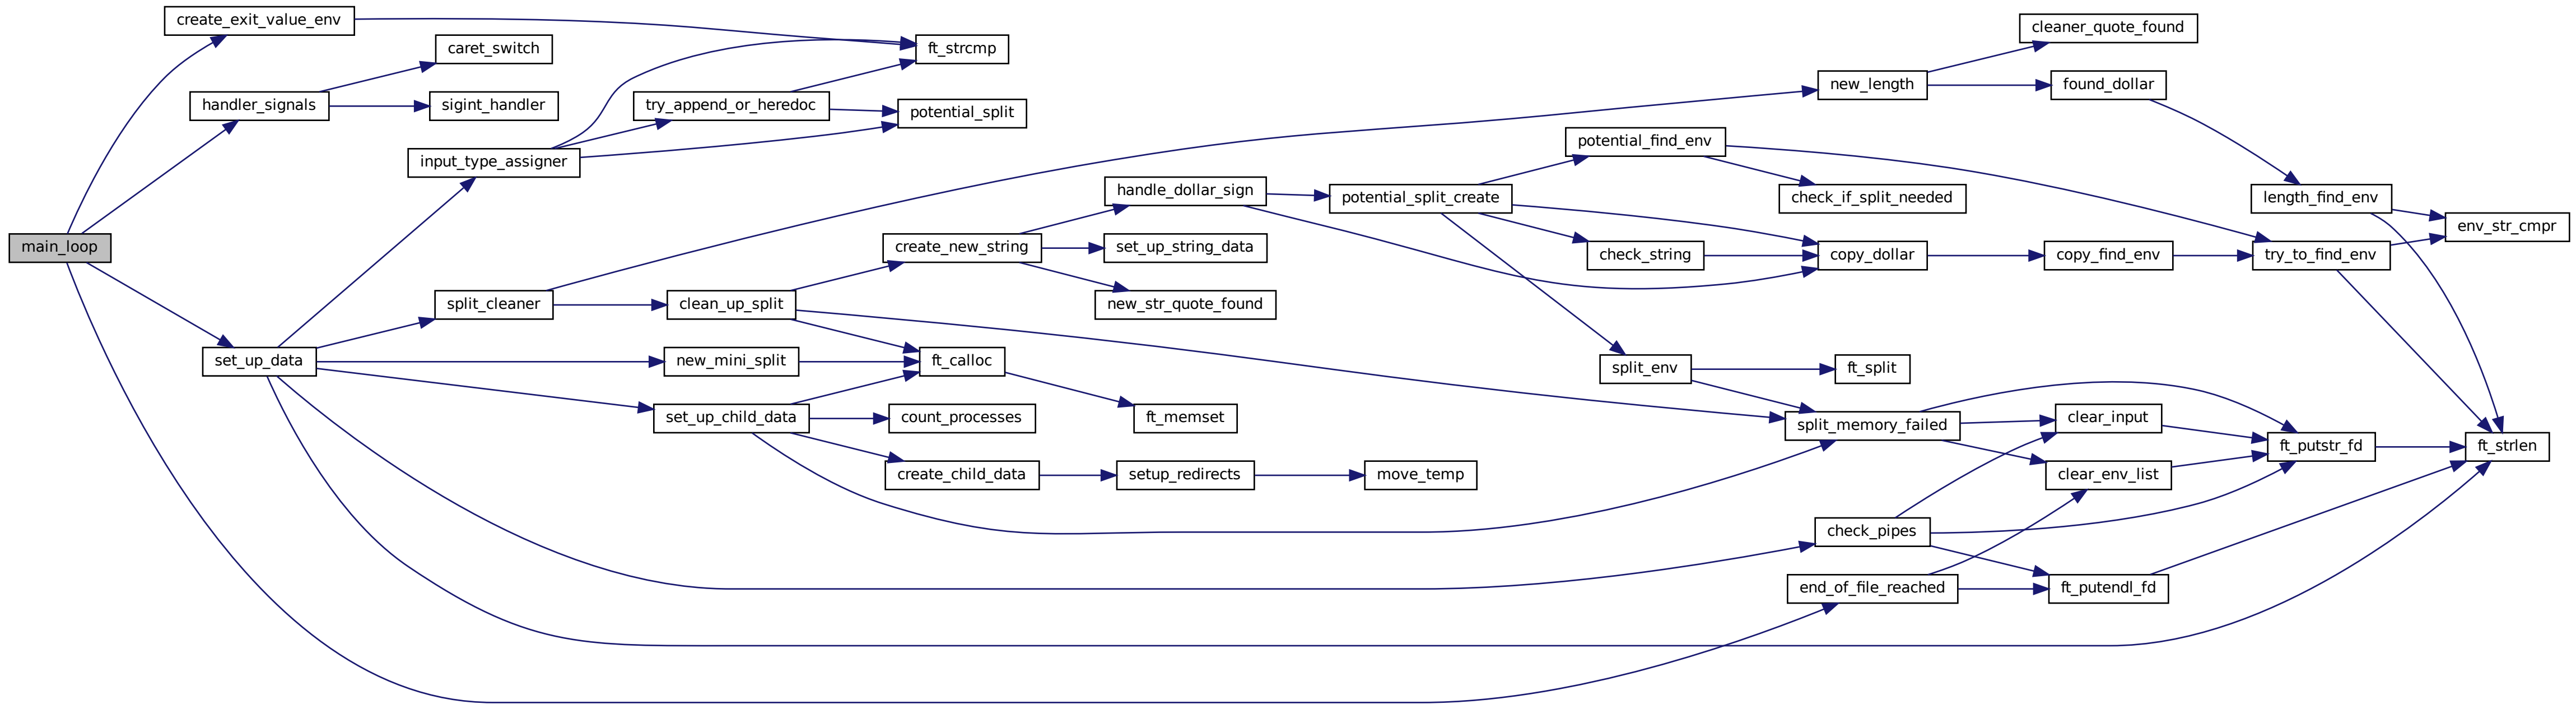 main_loop
create_exit_value_env
handler_signals
set_up_data
caret_switch
sigint_handler
input_type_assigner
split_cleaner
try_append_or_heredoc
clean_up_split
new_mini_split
set_up_child_data
ft_strcmp
potential_split
create_new_string
ft_calloc
count_processes
create_child_data
handle_dollar_sign
set_up_string_data
new_str_quote_found
ft_memset
setup_redirects
potential_split_create
move_temp
potential_find_env
check_string
split_env
new_length
check_if_split_needed
copy_dollar
ft_split
split_memory_failed
check_pipes
end_of_file_reached
cleaner_quote_found
found_dollar
copy_find_env
clear_input
clear_env_list
ft_putendl_fd
length_find_env
try_to_find_env
ft_putstr_fd
env_str_cmpr
ft_strlen